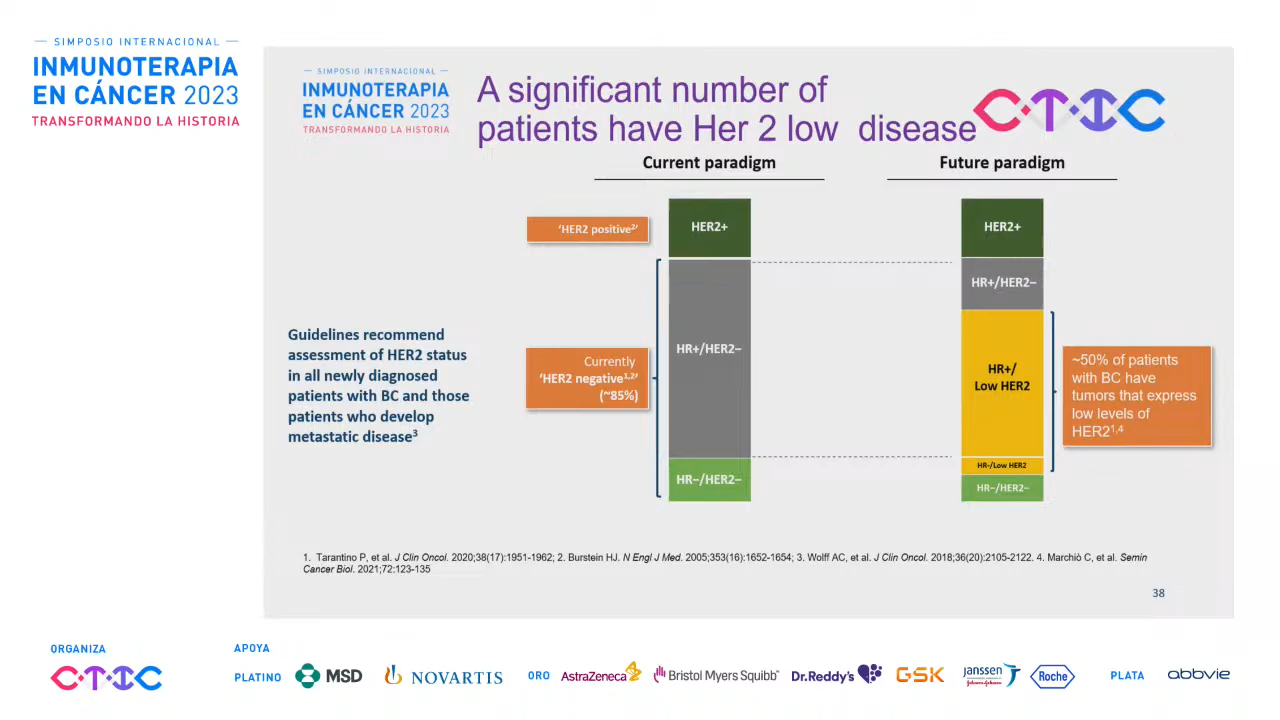 — SIMPOSIO INTERNACIONAL —
INMUNOTERAPIA
EN CÁNCER 2023
TRANSFORMANDO LA HISTORIA
— SIMPOSIO INTERNACIONAL —
INMUNOTERAPIA
EN CÁNCER 2023
TRANSFORMANDO LA HISTORIA
A significant number of
patients have Her 2 low disease
C·T·I·C
Current paradigm
Future paradigm
'HER2 positive²'
HER2+
HER2+
HR+/HER2–
Guidelines recommend
assessment of HER2 status
in all newly diagnosed
patients with BC and those
patients who develop
metastatic disease³
Currently
'HER2 negative¹,²'
(~85%)
HR+/HER2–
HR+/
Low HER2
~50% of patients
with BC have
tumors that express
low levels of
HER2¹,⁴
HR-/Low HER2
HR–/HER2–
HR–/HER2–
1. Tarantino P, et al. J Clin Oncol. 2020;38(17):1951-1962; 2. Burstein HJ. N Engl J Med. 2005;353(16):1652-1654; 3. Wolff AC, et al. J Clin Oncol. 2018;36(20):2105-2122. 4. Marchiò C, et al. Semin
Cancer Biol. 2021;72:123-135
38
ORGANIZA
C·T·I·C
APOYA
PLATINO
MSD
NOVARTIS
ORO
AstraZeneca
Bristol Myers Squibb™
Dr.Reddy's
GSK
Janssen
Johnson&Johnson
Roche
PLATA
abbvie